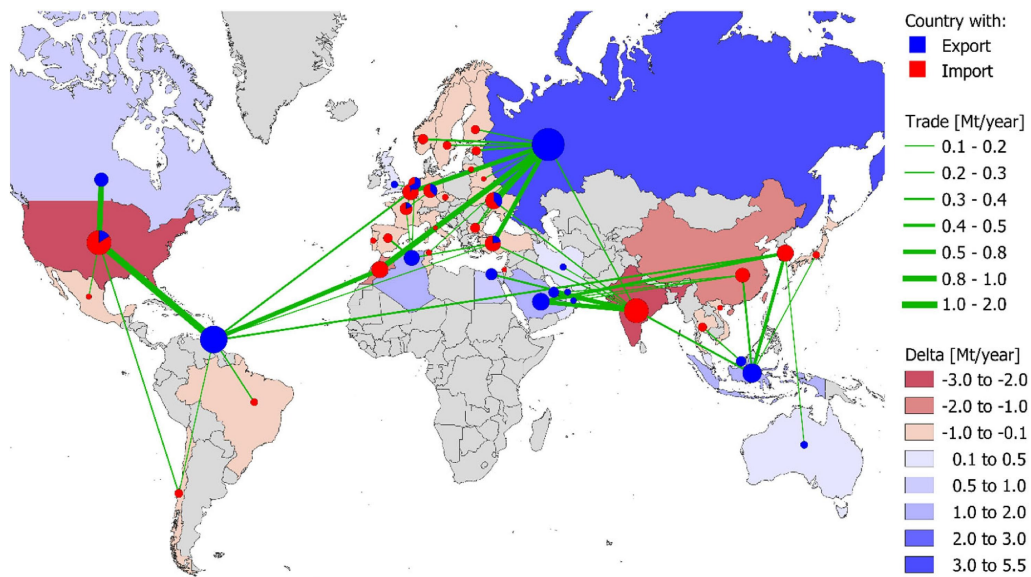 Country with:
Export
Import
Trade [Mt/year]
0.1 - 0.2
0.2 - 0.3
0.3 - 0.4
0.4 - 0.5
0.5 - 0.8
0.8 - 1.0
1.0 - 2.0
Delta [Mt/year]
-3.0 to -2.0
-2.0 to -1.0
-1.0 to -0.1
0.1 to 0.5
0.5 to 1.0
1.0 to 2.0
2.0 to 3.0
3.0 to 5.5